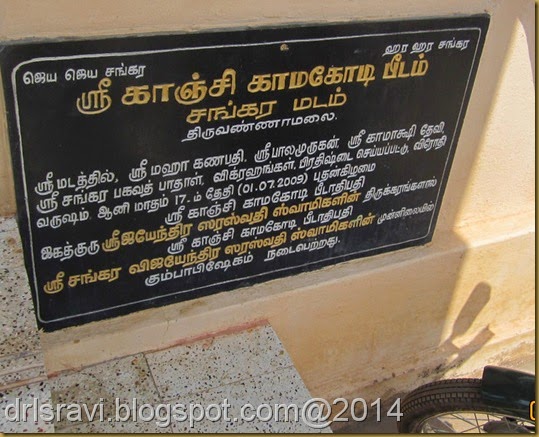 ஜெய ஜெய சங்கர ஹர ஹர சங்கர
ஸ்ரீ காஞ்சி காமகோடி பீடம்
சங்கர மடம்
திருவண்ணாமலை.
ஸ்ரீ மடத்தில், ஸ்ரீ மஹா கணபதி, ஸ்ரீ பாலமுருகன், ஸ்ரீ காமாக்ஷி தேவி,
ஸ்ரீ சங்கர பகவத் பாதாள், விக்ரஹங்கள், பிரதிஷ்டை செய்யப்பட்டு, விரோதி
வருஷம். ஆனி மாதம் 17-ம் தேதி (01.07.2009) புதன்கிழமை
ஸ்ரீ காஞ்சி காமகோடி பீடாதிபதி
ஜகத்குரு ஸ்ரீஜயேந்திர ஸரஸ்வதி ஸ்வாமிகளின் திருக்கரங்களால்
ஸ்ரீ காஞ்சி காமகோடி பீடாதிபதி
ஸ்ரீ சங்கர விஜயேந்திர ஸரஸ்வதி ஸ்வாமிகளின் முன்னிலையில்
கும்பாபிஷேகம் நடைபெற்றது.
drlsravi.blogspot.com@2014